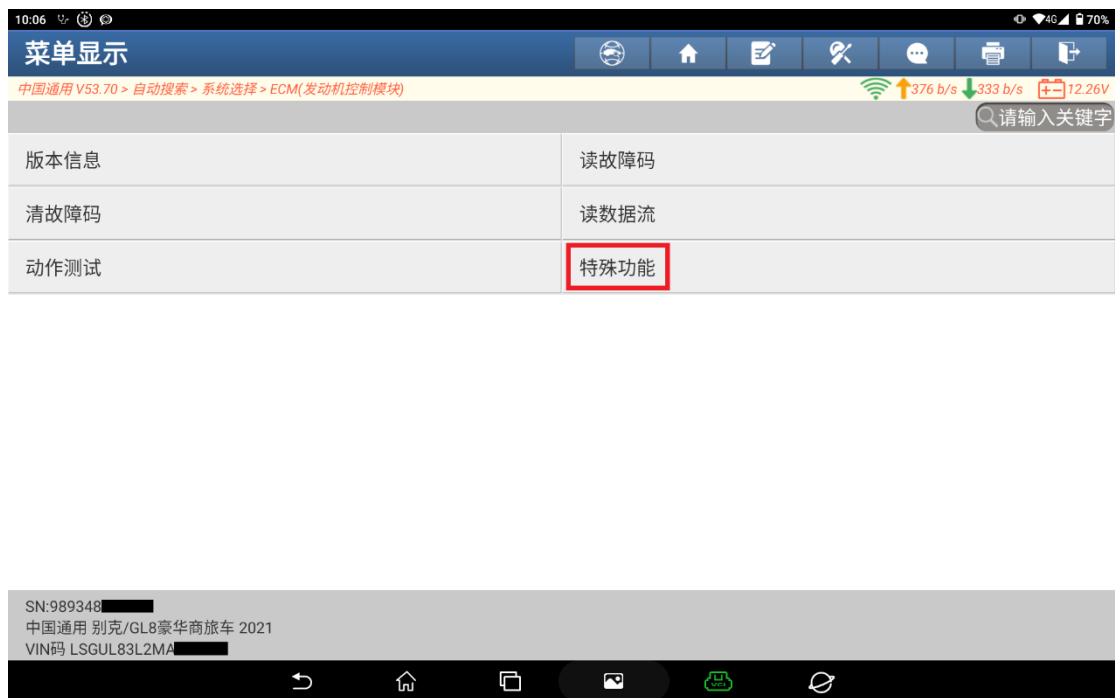 10:06 4G 70%
菜单显示
中国通用 V53.70 > 自动搜索 > 系统选择 > ECM(发动机控制模块) 376 b/s 333 b/s 12.26V
请输入关键字
版本信息 读故障码
清故障码 读数据流
动作测试 特殊功能
SN:989348
中国通用 别克/GL8豪华商旅车 2021
VIN码 LSGUL83L2MA
VCI